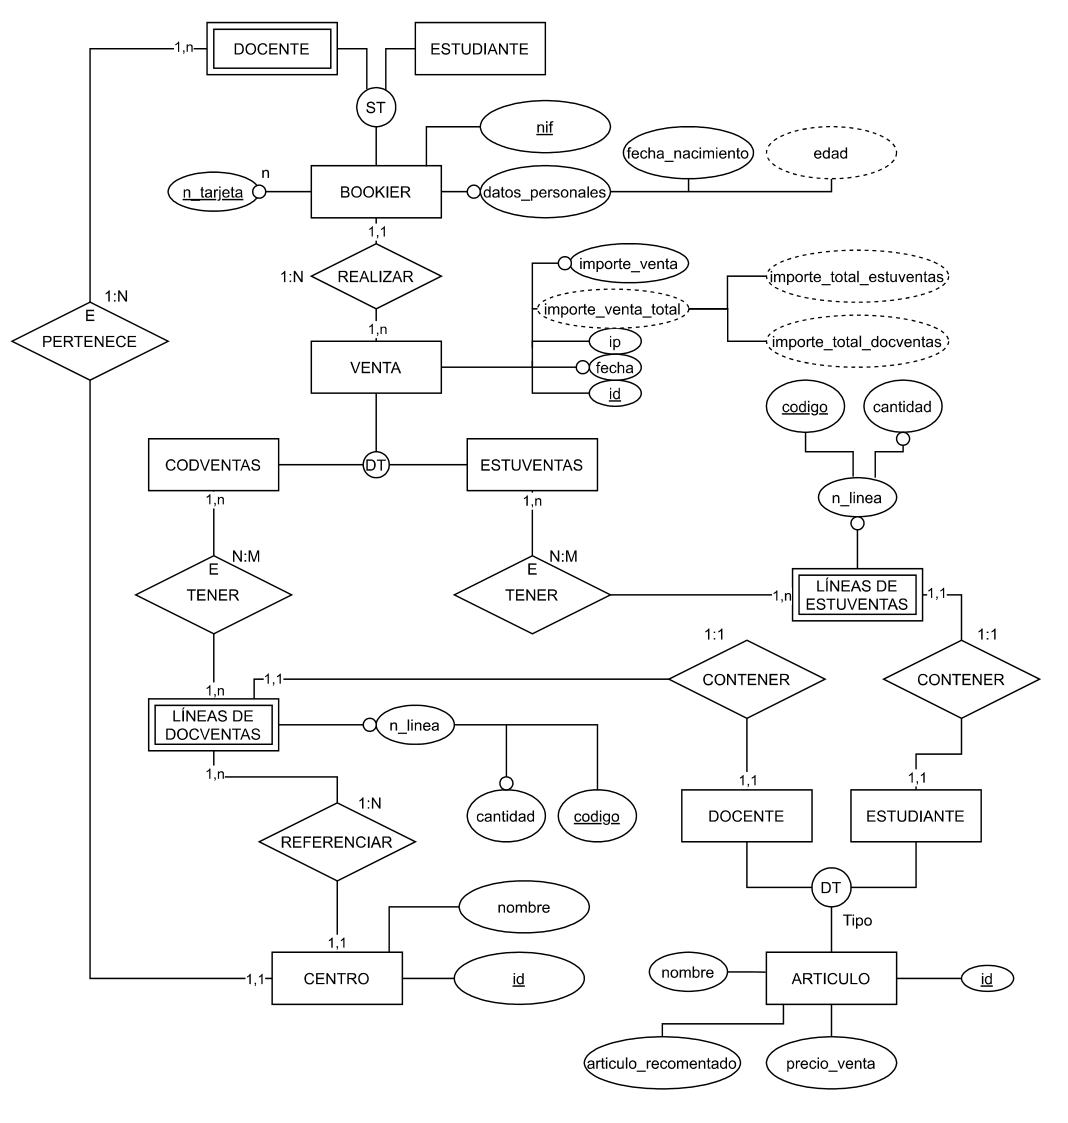 1,n
DOCENTE
ESTUDIANTE
ST
nif
fecha_nacimiento
edad
n
n_tarjeta
BOOKIER
datos_personales
1,1
1:N
REALIZAR
1,n
importe_venta
importe_total_estuventas
importe_venta_total
ip
importe_total_docventas
1:N
E
PERTENECE
VENTA
fecha
id
codigo
cantidad
CODVENTAS
DT
ESTUVENTAS
n_linea
1,n
1,n
N:M
E
TENER
N:M
E
TENER
1,n
LÍNEAS DE
ESTUVENTAS
1,1
1:1
CONTENER
1:1
CONTENER
1,1
1,n
LÍNEAS DE
DOCVENTAS
n_linea
1,n
1:N
REFERENCIAR
cantidad
codigo
1,1
1,1
DOCENTE
ESTUDIANTE
DT
Tipo
nombre
1,1
1,1
CENTRO
id
nombre
ARTICULO
id
articulo_recomentado
precio_venta